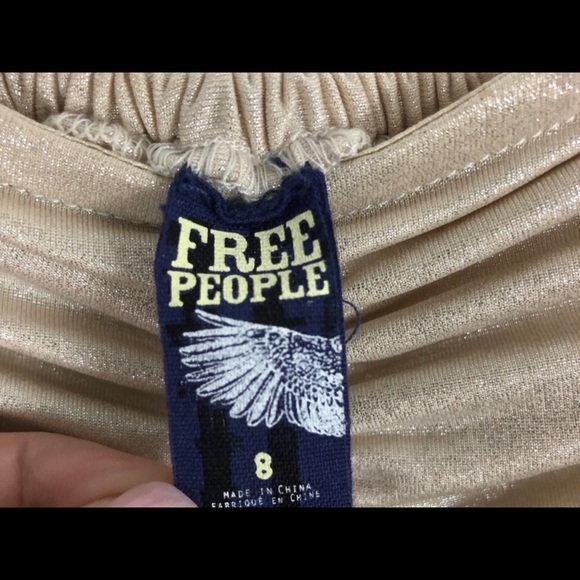 FREE
PEOPLE
8
MADE IN CHINA
FABRIQUÉ EN CHINE